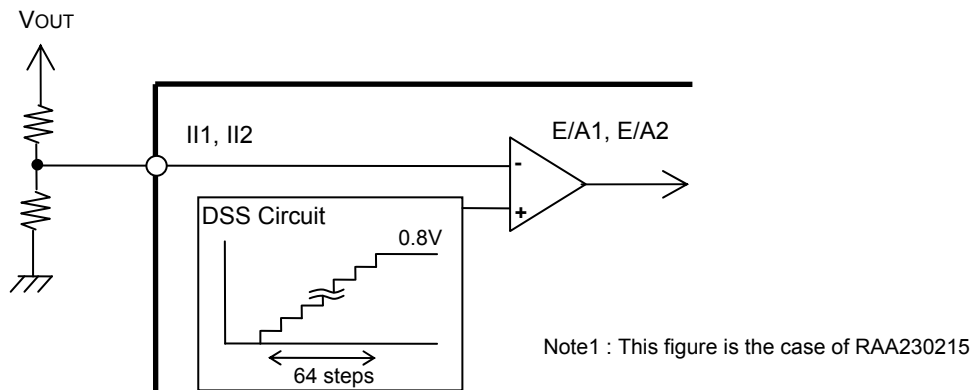 VOUT
II1, II2
E/A1, E/A2
-
+
DSS Circuit
0.8V
64 steps
Note1 : This figure is the case of RAA230215